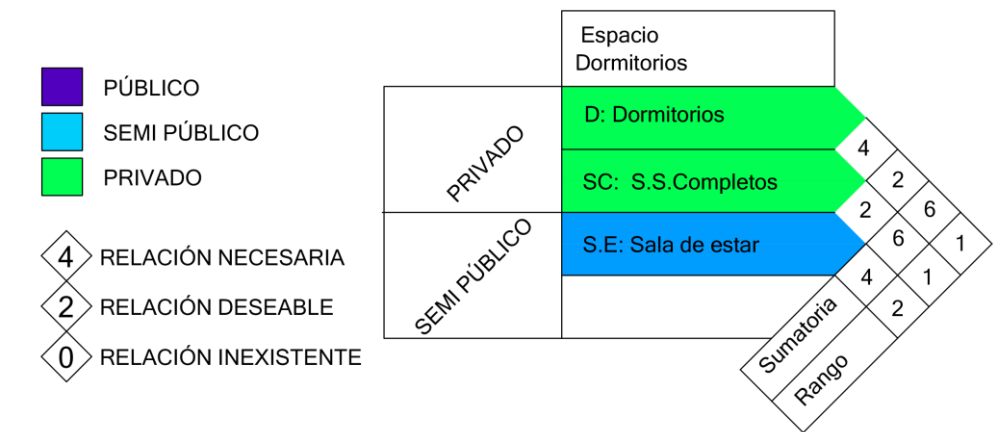 PÚBLICO
SEMI PÚBLICO
PRIVADO
4 RELACIÓN NECESARIA
2 RELACIÓN DESEABLE
0 RELACIÓN INEXISTENTE
Espacio
Dormitorios
PRIVADO
D: Dormitorios
SC: S.S.Completos
SEMI PÚBLICO
S.E: Sala de estar
4
2
2
6
6
1
4
1
2
Sumatoria
Rango